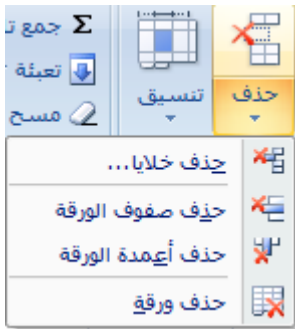 حذف
تنسيق
Σ جمع
تعبئة
مسح
حذف خلايا...
حذف صفوف الورقة
حذف أعمدة الورقة
حذف ورقة